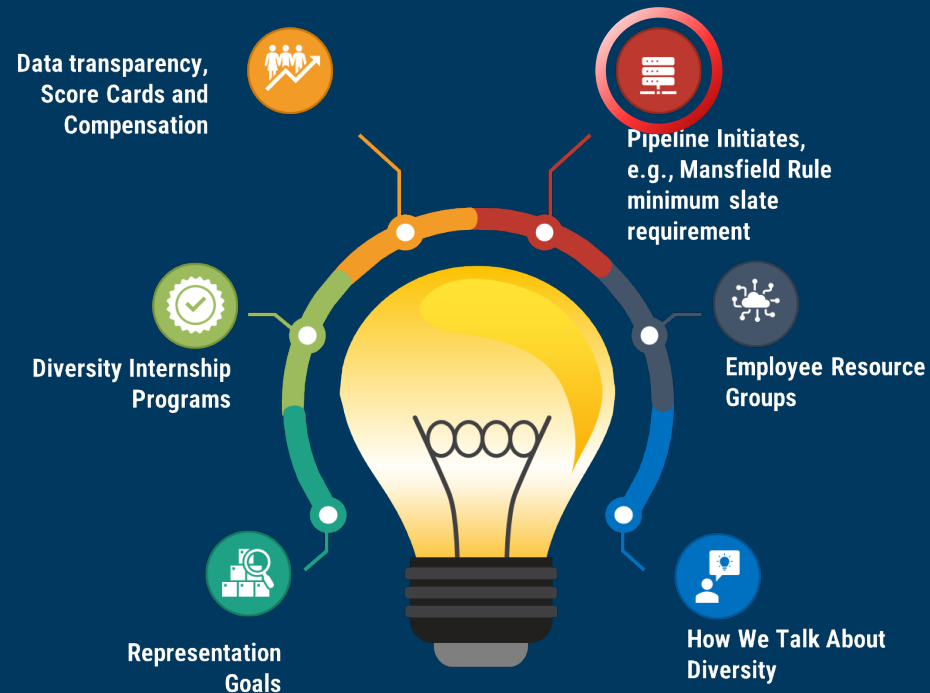 Data transparency,
Score Cards and
Compensation
Pipeline Initiates,
e.g., Mansfield Rule
minimum slate
requirement
Diversity Internship
Programs
Employee Resource
Groups
Representation
Goals
How We Talk About
Diversity